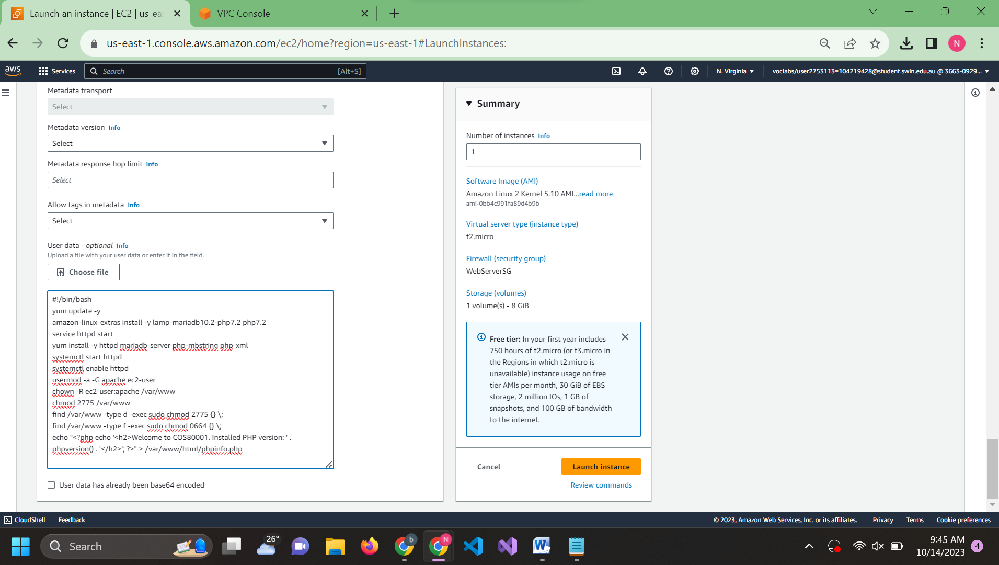 Launch an instance | EC2 | us-eas
VPC Console
us-east-1.console.aws.amazon.com/ec2/home?region=us-east-1#LaunchInstances:
N
aws
Services
Search
[Alt+S]
N. Virginia
voclabs/user2753113=104219428@student.swin.edu.au @ 3663-0929...
Metadata transport
Select
Metadata version Info
Select
Metadata response hop limit Info
Select
Allow tags in metadata Info
Select
User data - optional Info
Upload a file with your user data or enter it in the field.
Choose file
#!/bin/bash
yum update -y
amazon-linux-extras install -y lamp-mariadb10.2-php7.2 php7.2
service httpd start
yum install -y httpd mariadb-server php-mbstring php-xml
systemctl start httpd
systemctl enable httpd
usermod -a -G apache ec2-user
chown -R ec2-user:apache /var/www
chmod 2775 /var/www
find /var/www -type d -exec sudo chmod 2775 {} \;
find /var/www -type f -exec sudo chmod 0664 {} \;
echo "<?php echo '<h2>Welcome to COS80001. Installed PHP version: ' .
phpversion() . '</h2>'; ?>" > /var/www/html/phpinfo.php
User data has already been base64 encoded
Summary
Number of instances Info
1
Software Image (AMI)
Amazon Linux 2 Kernel 5.10 AMI...read more
ami-0bb4c991fa89d4b9b
Virtual server type (instance type)
t2.micro
Firewall (security group)
WebServerSG
Storage (volumes)
1 volume(s) - 8 GiB
Free tier: In your first year includes
750 hours of t2.micro (or t3.micro in
the Regions in which t2.micro is
unavailable) instance usage on free
tier AMIs per month, 30 GiB of EBS
storage, 2 million IOs, 1 GB of
snapshots, and 100 GB of bandwidth
to the internet.
Cancel
Launch instance
Review commands
CloudShell
Feedback
© 2023, Amazon Web Services, Inc. or its affiliates.
Privacy
Terms
Cookie preferences
Search
26°
b
N
9:45 AM
10/14/2023
4